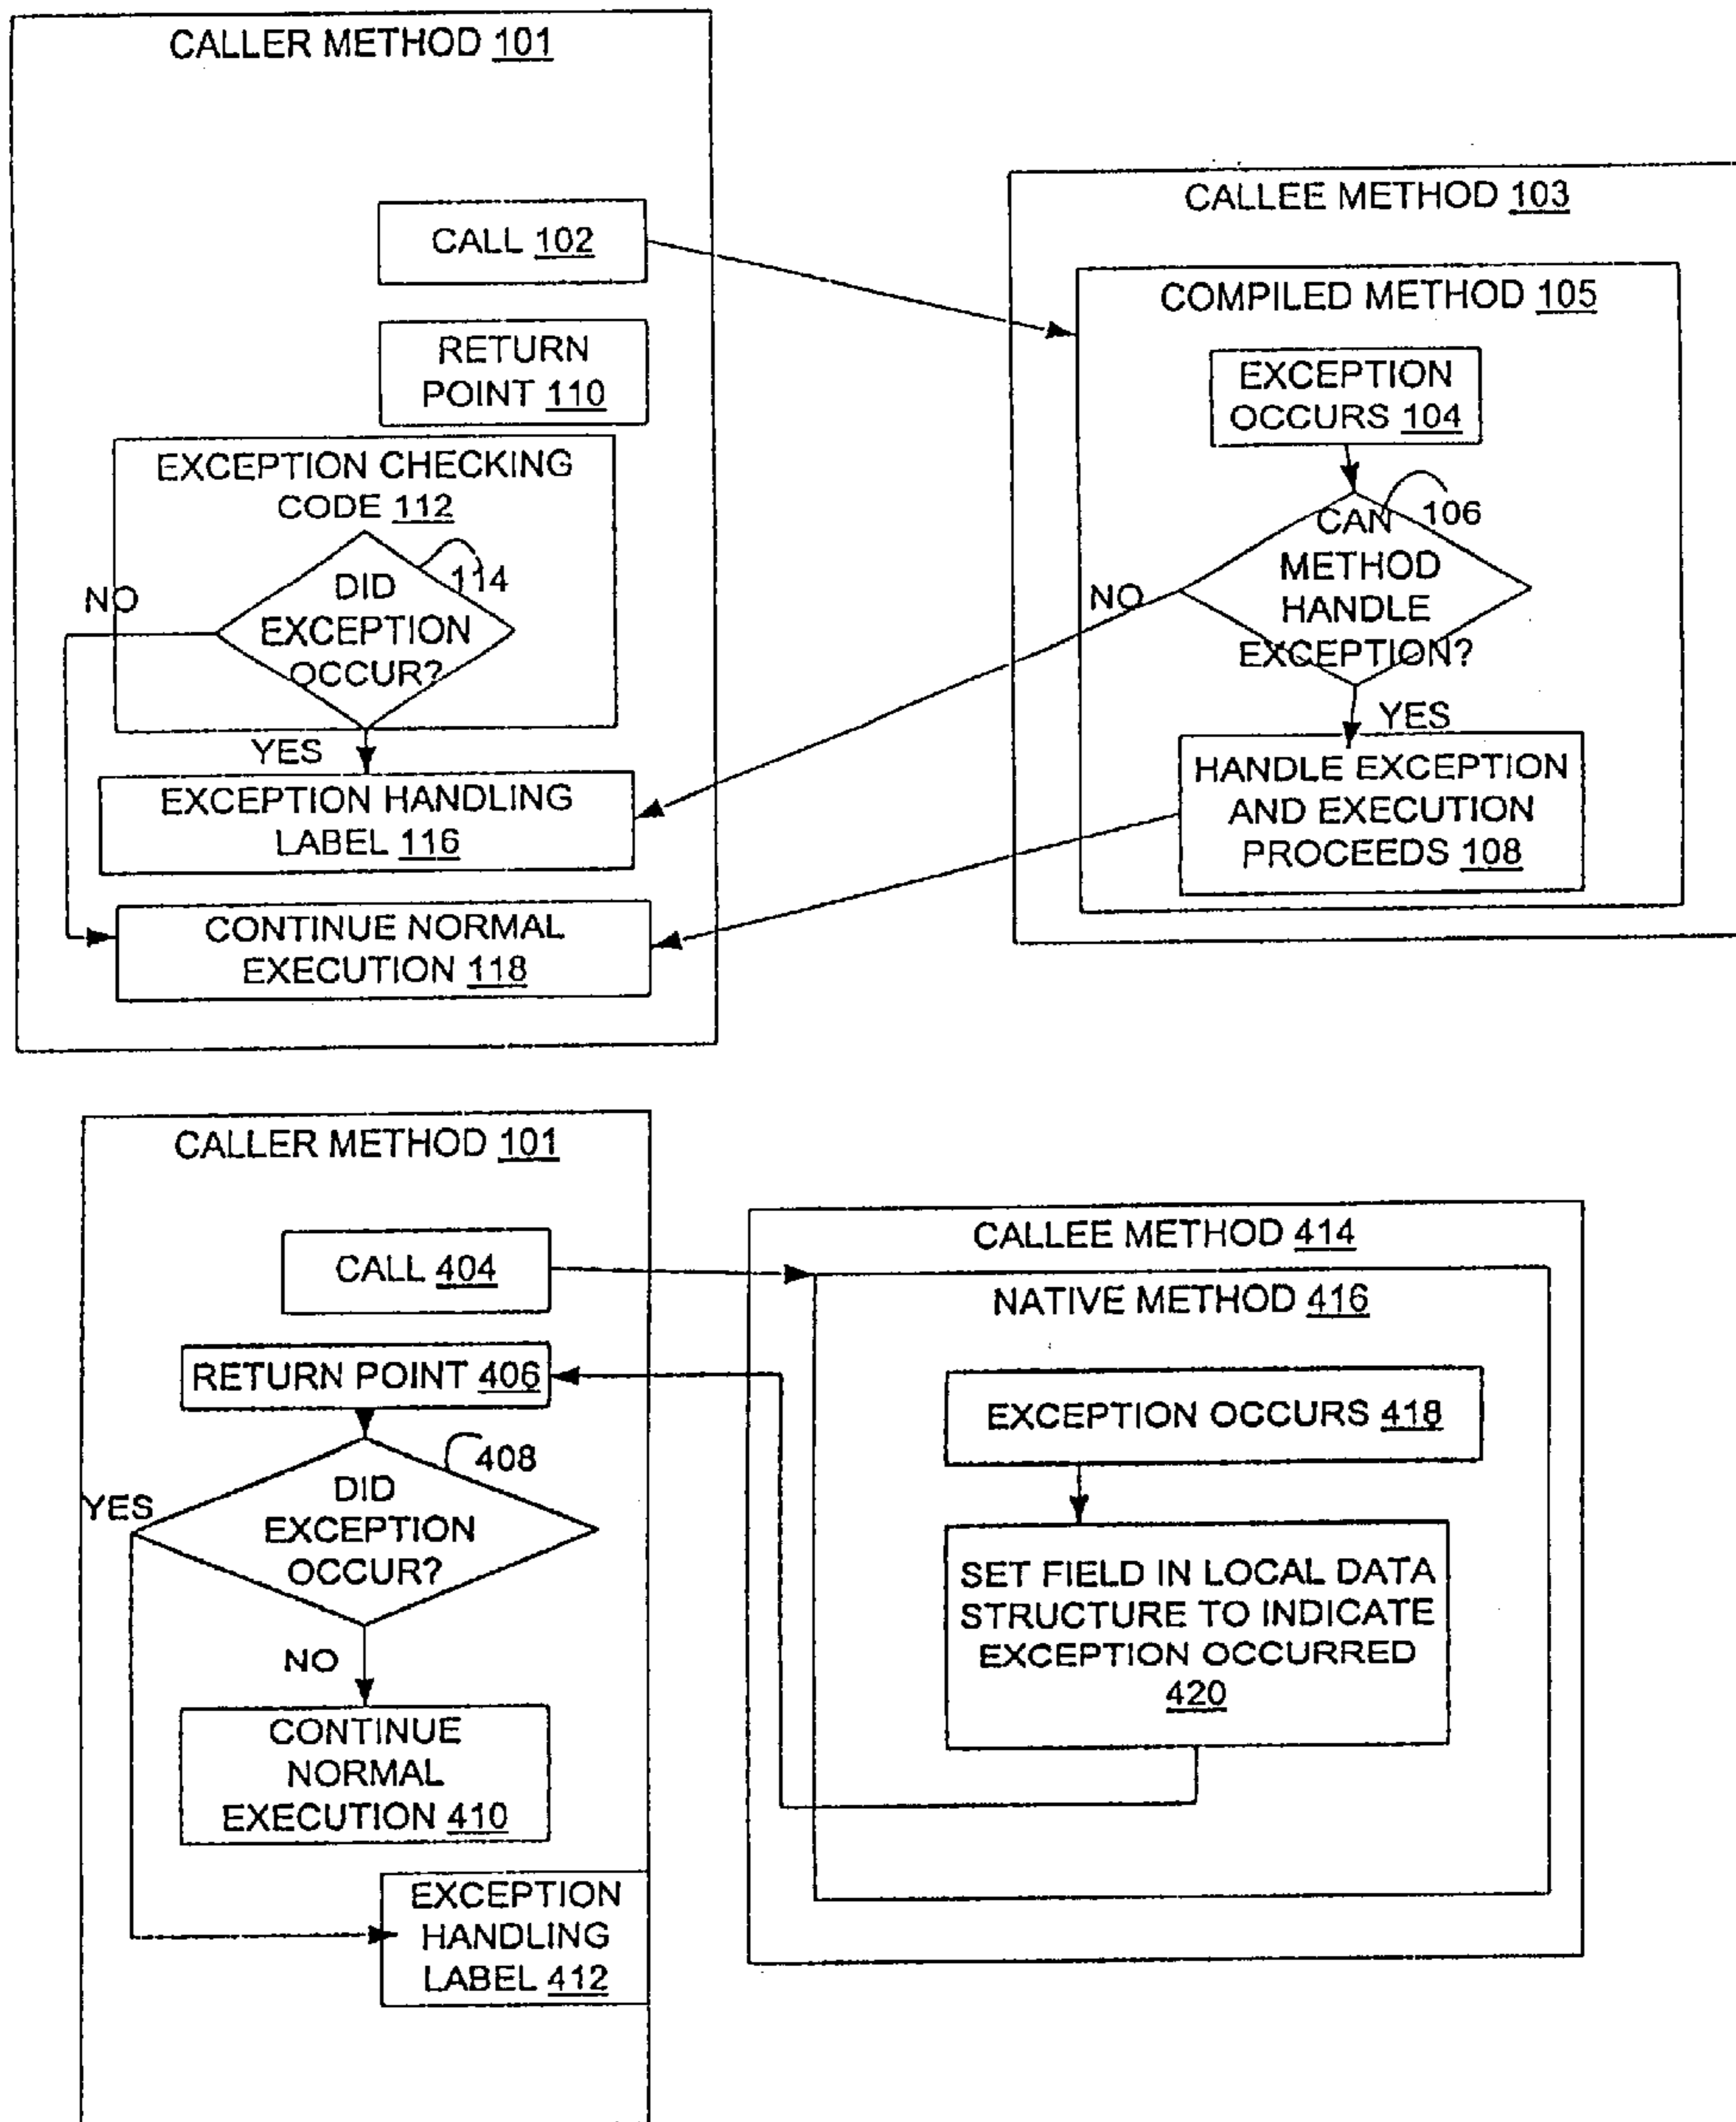 CALLER METHOD 101
CALL 102
RETURN
POINT 110
EXCEPTION CHECKING
CODE 112
114
DID
EXCEPTION
OCCUR?
NO
YES
EXCEPTION HANDLING
LABEL 116
CONTINUE NORMAL
EXECUTION 118
CALLEE METHOD 103
COMPILED METHOD 105
EXCEPTION
OCCURS 104
106
CAN
METHOD
HANDLE
EXCEPTION?
NO
YES
HANDLE EXCEPTION
AND EXECUTION
PROCEEDS 108
CALLER METHOD 101
CALL 404
RETURN POINT 406
408
DID
EXCEPTION
OCCUR?
YES
NO
CONTINUE
NORMAL
EXECUTION 410
EXCEPTION
HANDLING
LABEL 412
CALLEE METHOD 414
NATIVE METHOD 416
EXCEPTION OCCURS 418
SET FIELD IN LOCAL DATA
STRUCTURE TO INDICATE
EXCEPTION OCCURRED
420